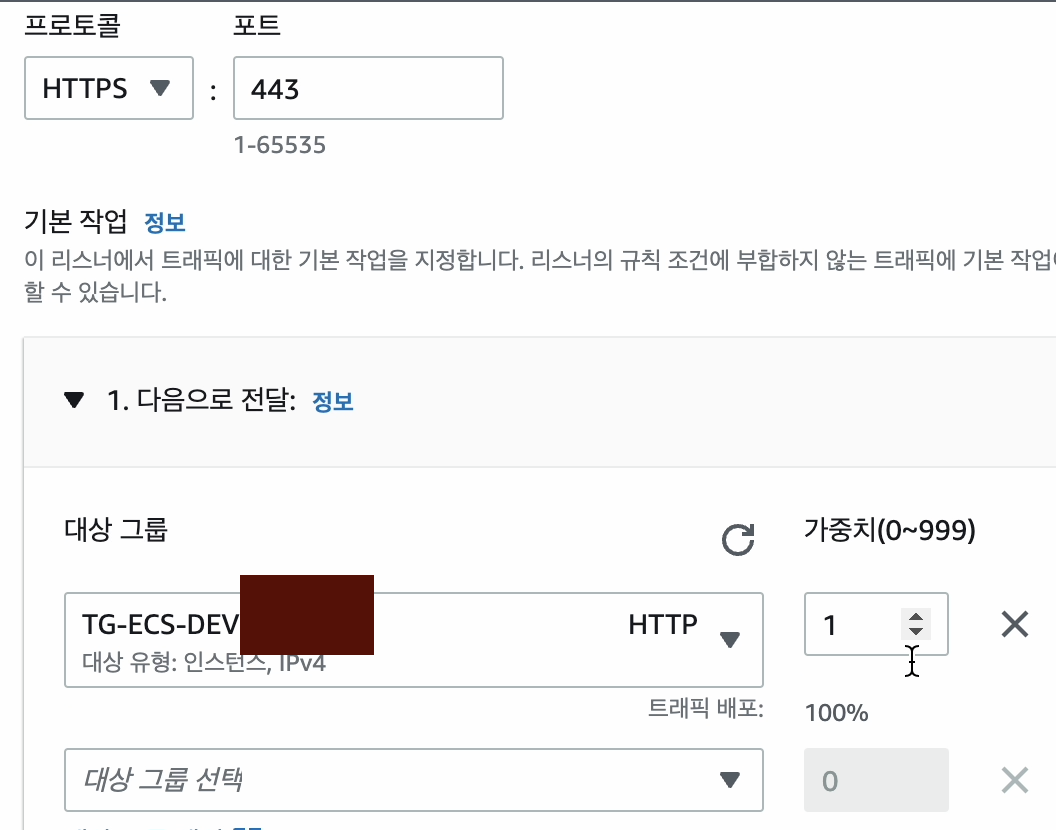 프로토콜 포트
HTTPS : 443
1-65535
기본 작업 정보
이 리스너에서 트래픽에 대한 기본 작업을 지정합니다. 리스너의 규칙 조건에 부합하지 않는 트래픽에 기본 작업
할 수 있습니다.
1. 다음으로 전달: 정보
대상 그룹 가중치(0~999)
TG-ECS-DEV HTTP 1
대상 유형: 인스턴스, IPv4
트래픽 배포: 100%
대상 그룹 선택 0